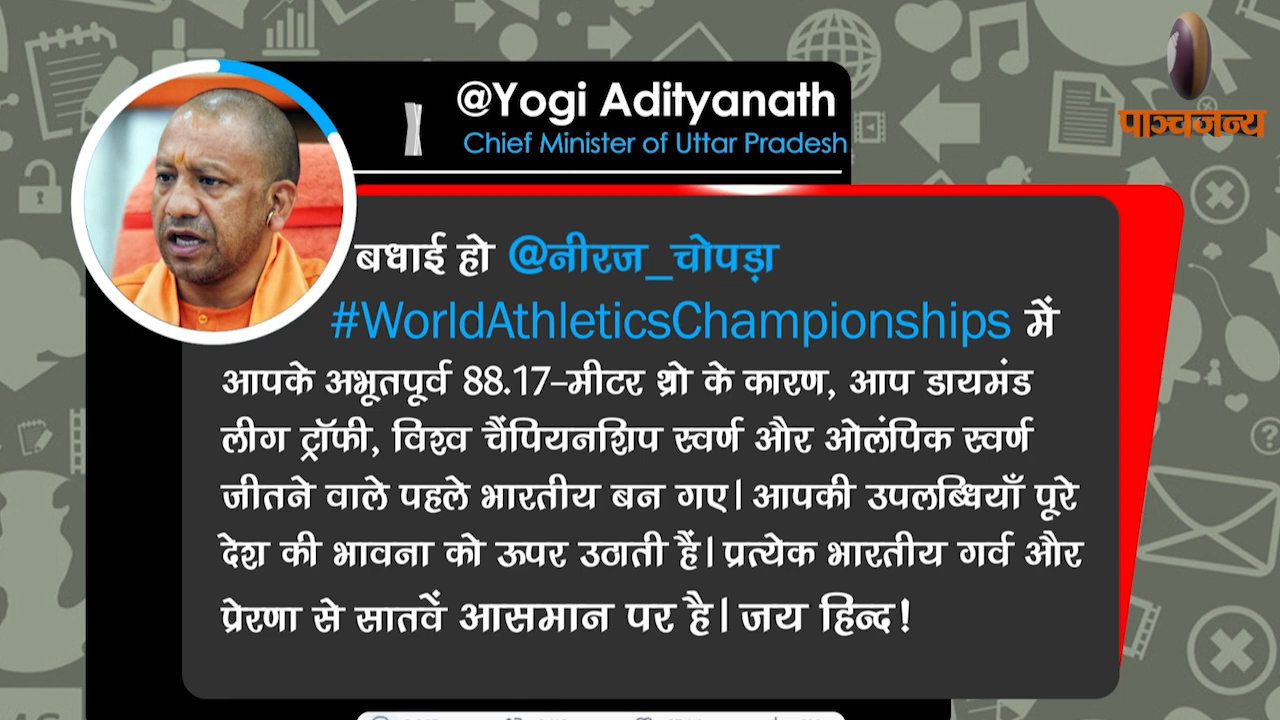 @Yogi Adityanath
Chief Minister of Uttar Pradesh
पाञ्चजन्य
बधाई हो @नीरज_चोपड़ा
#WorldAthleticsChampionships में
आपके अभूतपूर्व 88.17-मीटर थ्रो के कारण, आप डायमंड
लीग ट्रॉफी, विश्व चैंपियनशिप स्वर्ण और ओलंपिक स्वर्ण
जीतने वाले पहले भारतीय बन गए। आपकी उपलब्धियाँ पूरे
देश की भावना को ऊपर उठाती हैं। प्रत्येक भारतीय गर्व और
प्रेरणा से सातवें आसमान पर है। जय हिन्द!